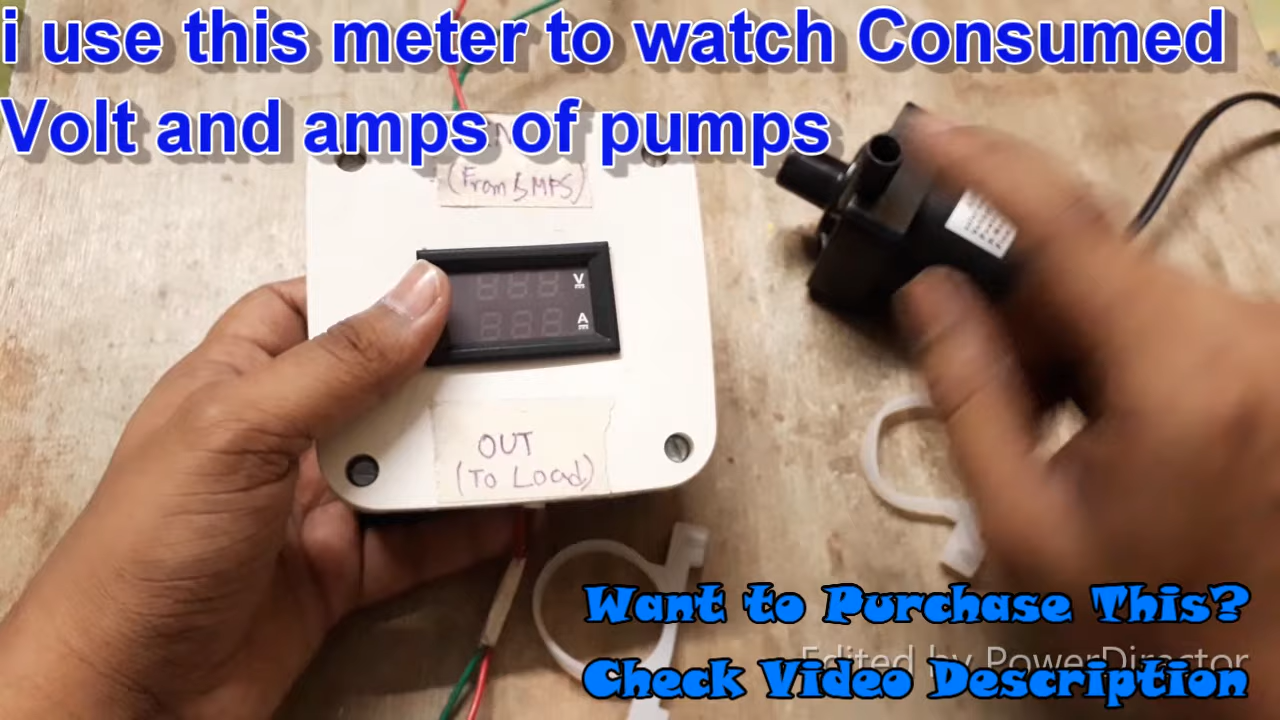 i use this meter to watch Consumed
Volt and amps of pumps
(From SMPS)
V
A
OUT
(To Load)
Want to Purchase This?
Edited by PowerDirector
Check Video Description